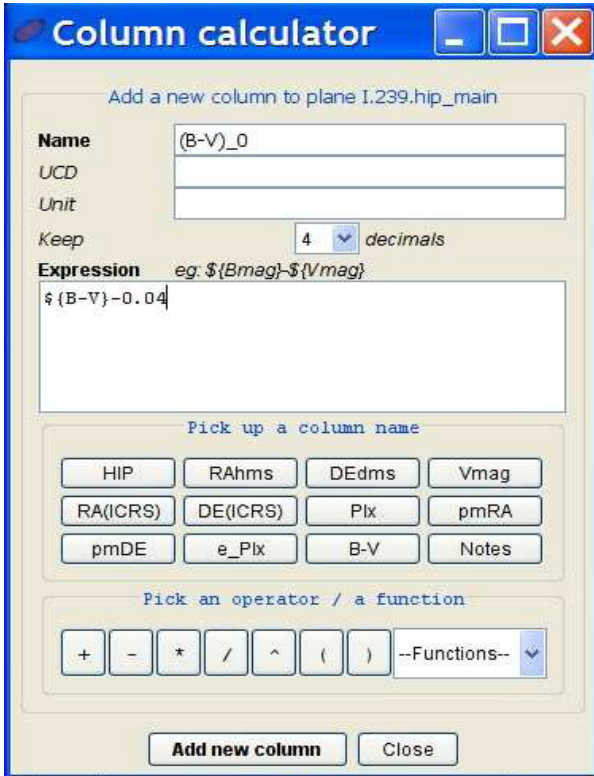 Column calculator
Add a new column to plane I.239.hip_main
Name (B-V)_0
UCD
Unit
Keep 4 decimals
Expression eg: ${Bmag}-${Vmag}
${B-V}-0.04
Pick up a column name
HIP RAhms DEdms Vmag
RA(ICRS) DE(ICRS) Plx pmRA
pmDE e_Plx B-V Notes
Pick an operator / a function
+ - * / ^ ( ) --Functions--
Add new column Close